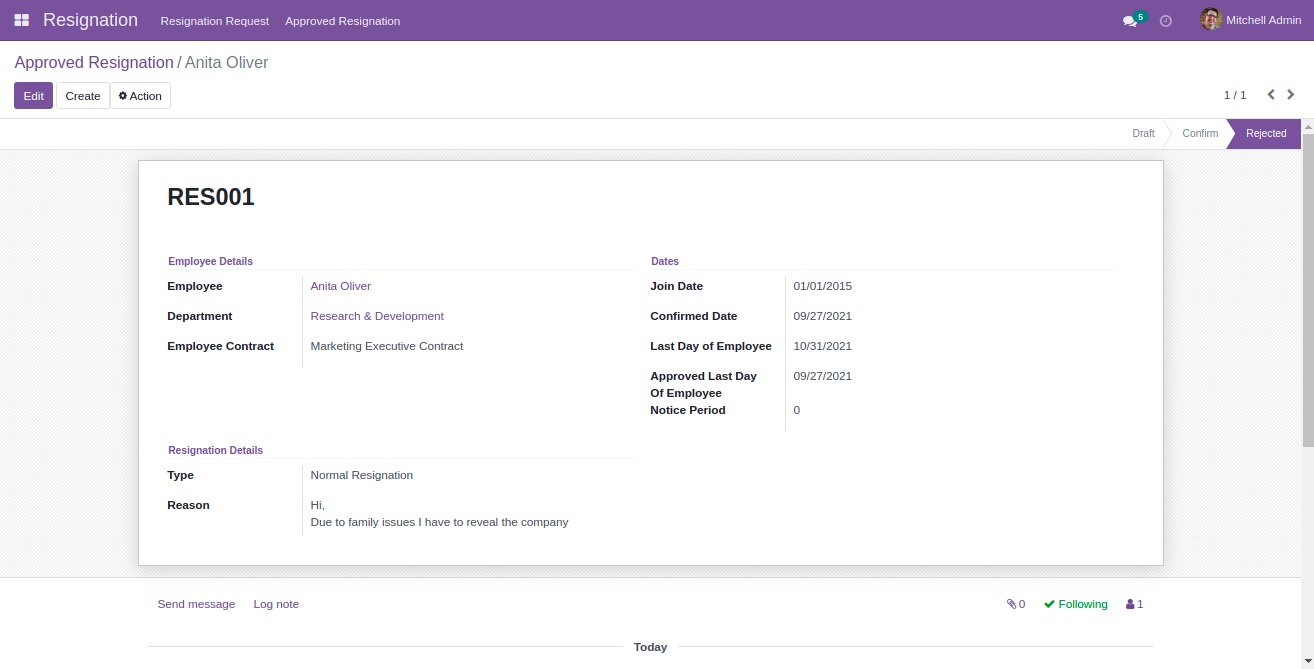 Resignation Resignation Request Approved Resignation 5 Mitchell Admin
Approved Resignation / Anita Oliver
Edit Create Action 1 / 1
Draft Confirm Rejected
RES001
Employee Details
Employee Anita Oliver
Department Research & Development
Employee Contract Marketing Executive Contract
Dates
Join Date 01/01/2015
Confirmed Date 09/27/2021
Last Day of Employee 10/31/2021
Approved Last Day 09/27/2021
Of Employee
Notice Period 0
Resignation Details
Type Normal Resignation
Reason Hi,
Due to family issues I have to reveal the company
Send message Log note 0 Following 1
Today